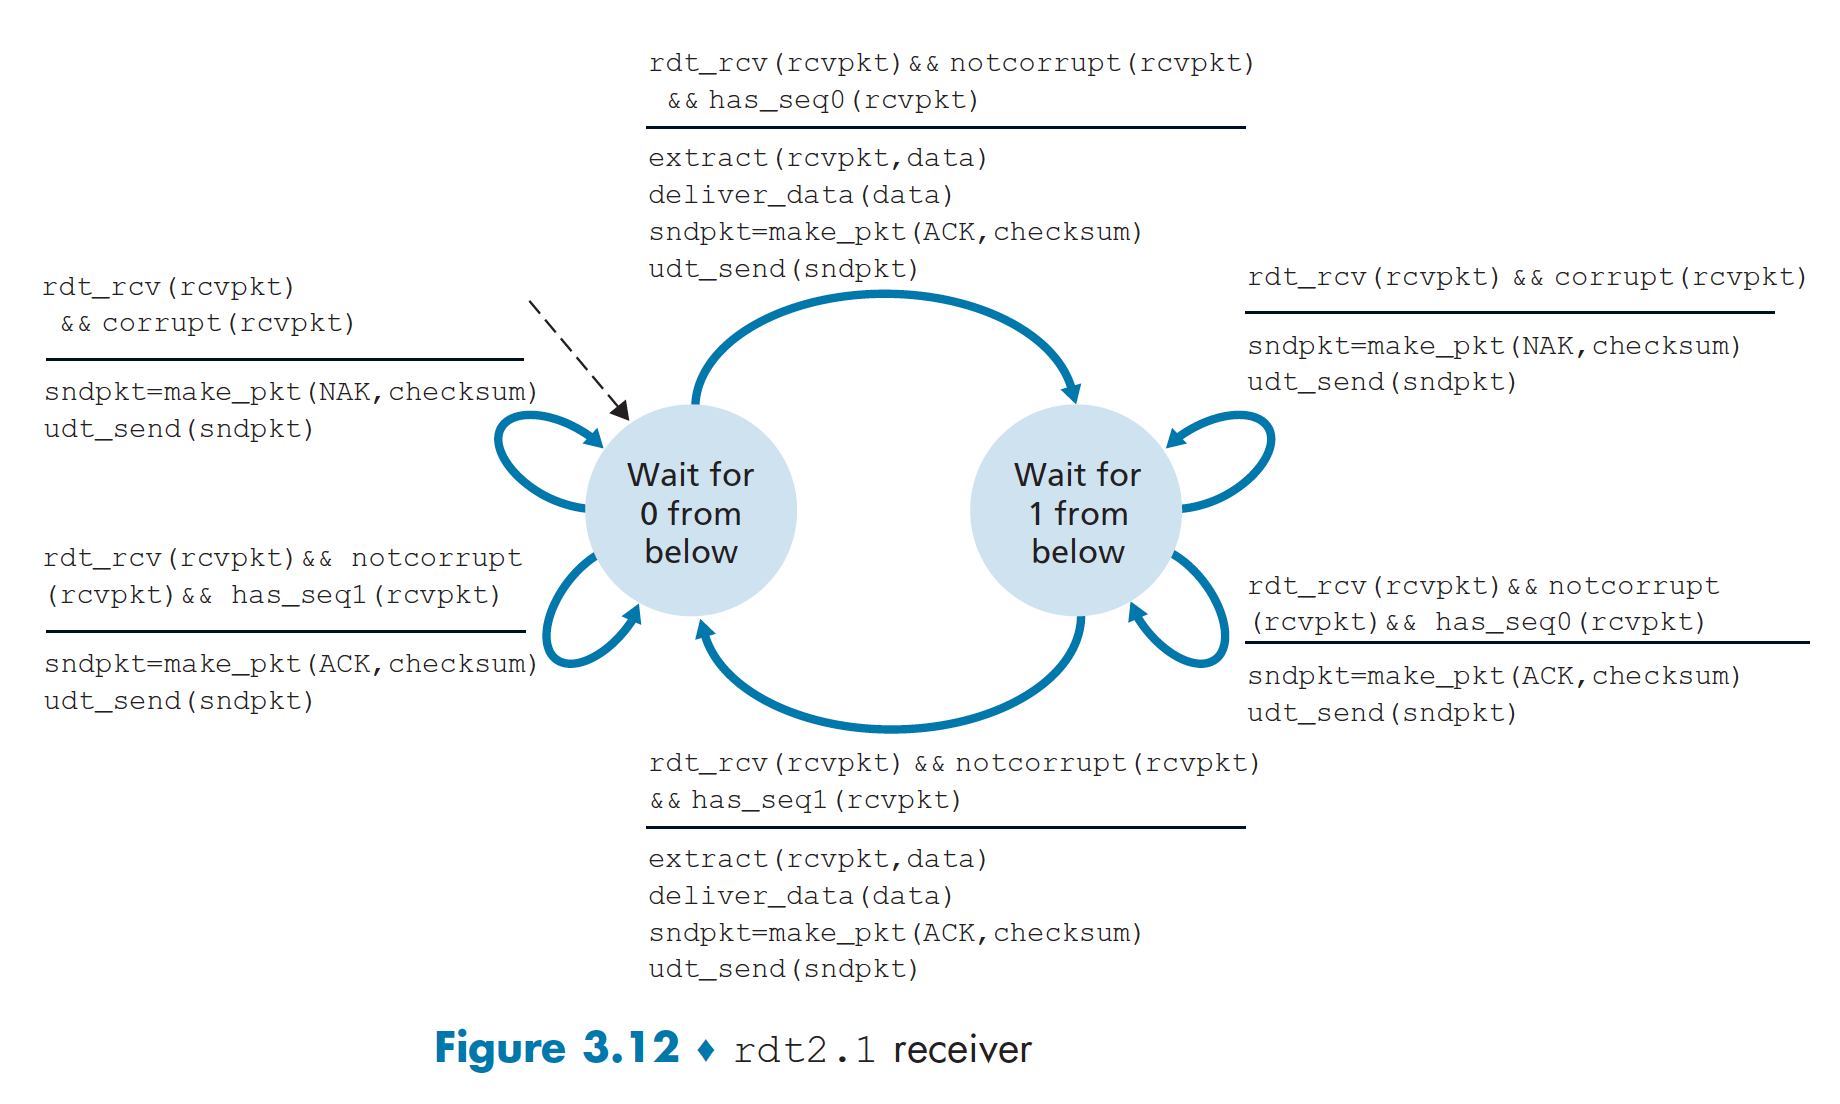 rdt_rcv(rcvpkt)&& notcorrupt(rcvpkt)
&& has_seq0(rcvpkt)
extract(rcvpkt,data)
deliver_data(data)
sndpkt=make_pkt(ACK,checksum)
udt_send(sndpkt)
rdt_rcv(rcvpkt)
&& corrupt(rcvpkt)
sndpkt=make_pkt(NAK,checksum)
udt_send(sndpkt)
rdt_rcv(rcvpkt) && corrupt(rcvpkt)
sndpkt=make_pkt(NAK,checksum)
udt_send(sndpkt)
Wait for
0 from
below
Wait for
1 from
below
rdt_rcv(rcvpkt)&& notcorrupt
(rcvpkt)&& has_seq1(rcvpkt)
sndpkt=make_pkt(ACK,checksum)
udt_send(sndpkt)
rdt_rcv(rcvpkt)&& notcorrupt
(rcvpkt)&& has_seq0(rcvpkt)
sndpkt=make_pkt(ACK,checksum)
udt_send(sndpkt)
rdt_rcv(rcvpkt) && notcorrupt(rcvpkt)
&& has_seq1(rcvpkt)
extract(rcvpkt,data)
deliver_data(data)
sndpkt=make_pkt(ACK,checksum)
udt_send(sndpkt)
Figure 3.12 ♦ rdt2.1 receiver